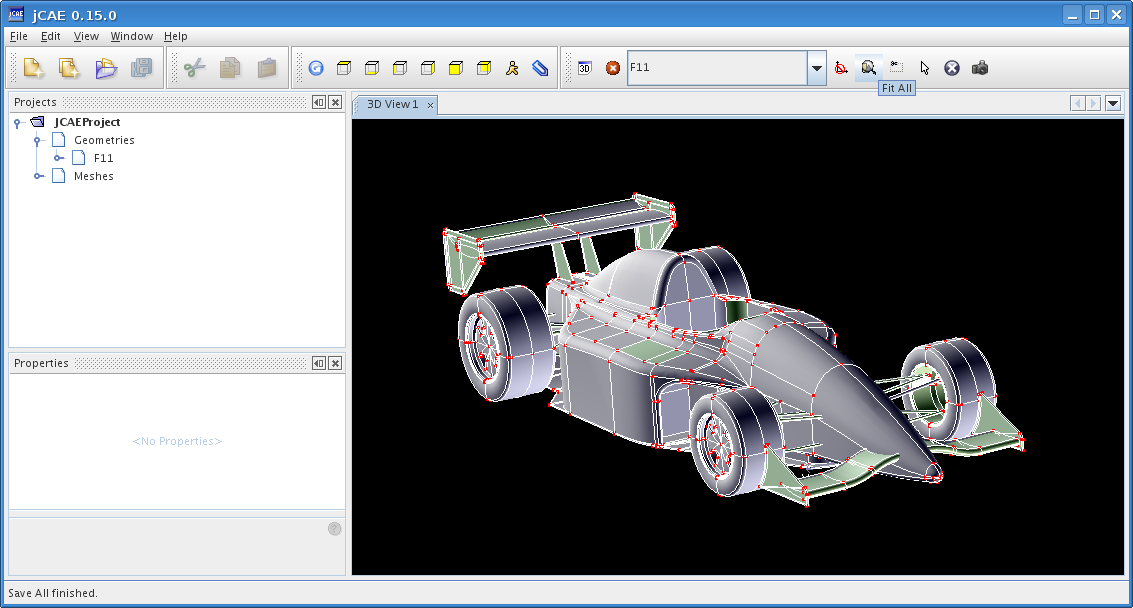 jCAE 0.15.0
File Edit View Window Help
3D F11
Fit All
Projects
3D View 1
JCAEProject
Geometries
F11
Meshes
Properties
<No Properties>
Save All finished.